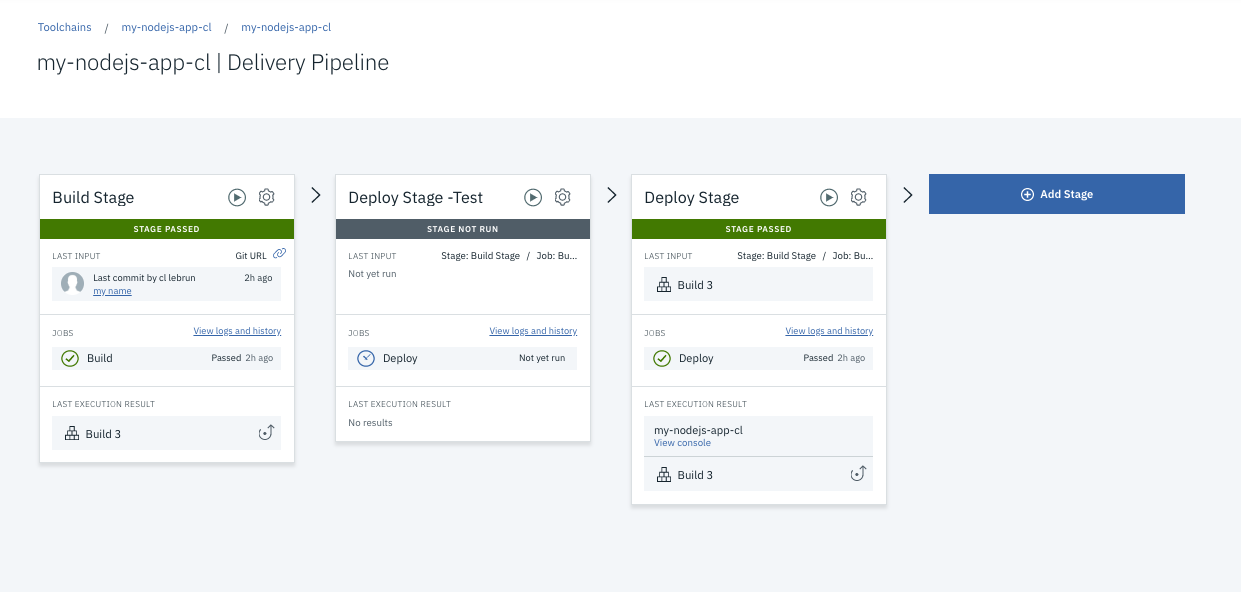 Toolchains / my-nodejs-app-cl / my-nodejs-app-cl
my-nodejs-app-cl | Delivery Pipeline
Build Stage
STAGE PASSED
LAST INPUT Git URL
Last commit by cl lebrun 2h ago
my name
JOBS View logs and history
Build Passed 2h ago
LAST EXECUTION RESULT
Build 3
Deploy Stage -Test
STAGE NOT RUN
LAST INPUT Stage: Build Stage / Job: Bu...
Not yet run
JOBS View logs and history
Deploy Not yet run
LAST EXECUTION RESULT
No results
Deploy Stage
STAGE PASSED
LAST INPUT Stage: Build Stage / Job: Bu...
Build 3
JOBS View logs and history
Deploy Passed 2h ago
LAST EXECUTION RESULT
my-nodejs-app-cl
View console
Build 3
Add Stage